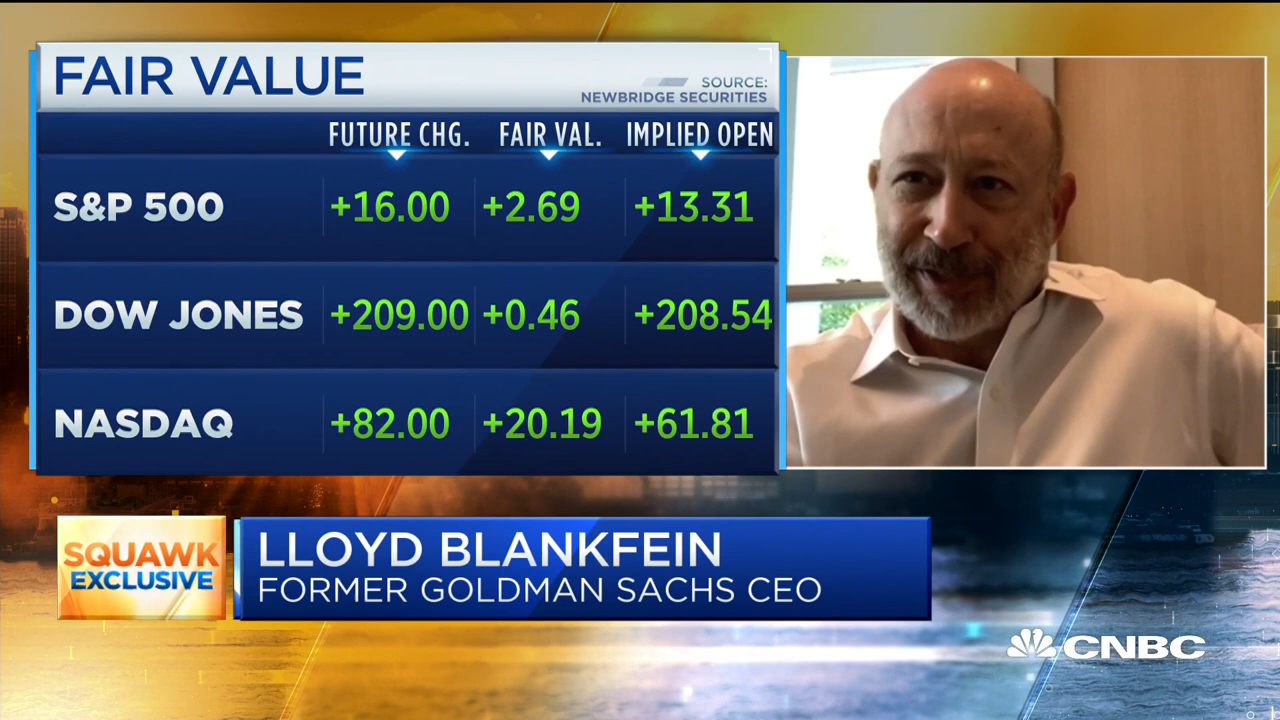 FAIR VALUE
SOURCE:
NEWBRIDGE SECURITIES
FUTURE CHG. FAIR VAL. IMPLIED OPEN
S&P 500 +16.00 +2.69 +13.31
DOW JONES +209.00 +0.46 +208.54
NASDAQ +82.00 +20.19 +61.81
SQUAWK
EXCLUSIVE
LLOYD BLANKFEIN
FORMER GOLDMAN SACHS CEO
CNBC